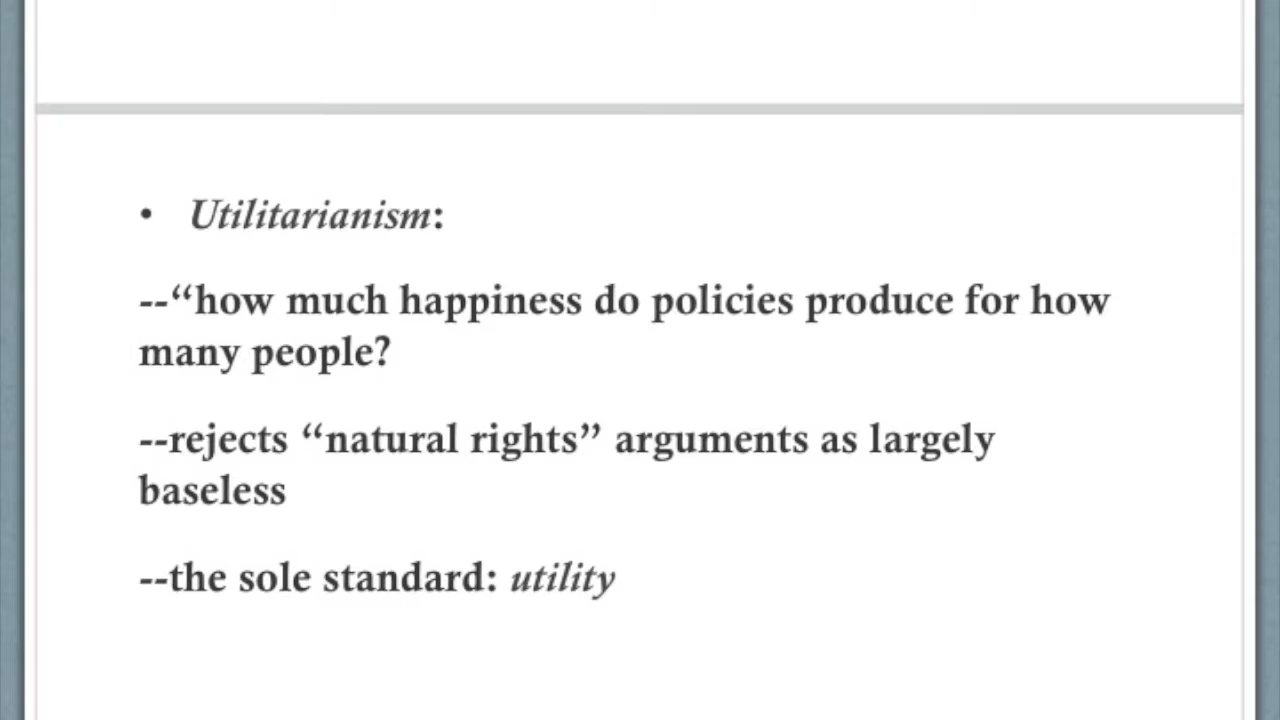 • Utilitarianism:
--“how much happiness do policies produce for how
many people?
--rejects “natural rights” arguments as largely
baseless
--the sole standard: utility